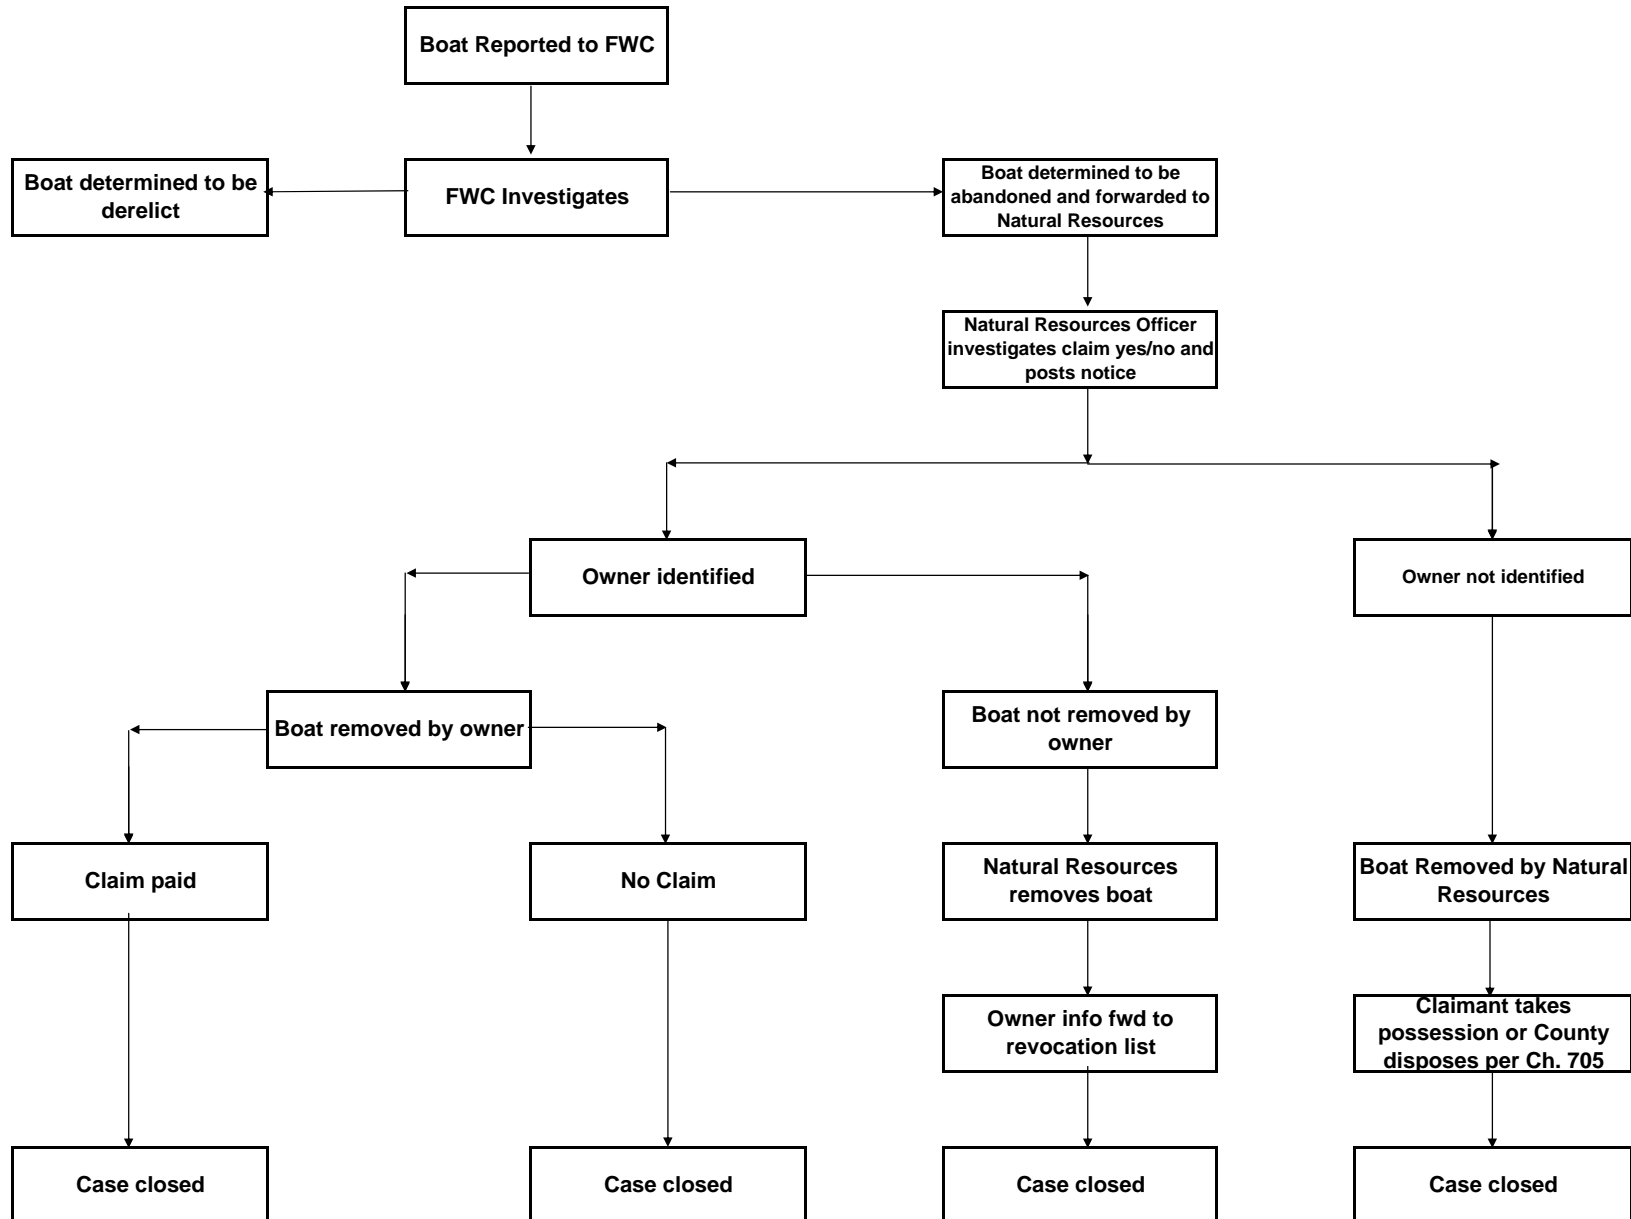 Boat Reported to FWC
Boat determined to be
derelict
FWC Investigates
Boat determined to be
abandoned and forwarded to
Natural Resources
Natural Resources Officer
investigates claim yes/no and
posts notice
Owner identified
Owner not identified
Boat removed by owner
Boat not removed by
owner
Claim paid
No Claim
Natural Resources
removes boat
Boat Removed by Natural
Resources
Owner info fwd to
revocation list
Claimant takes
possession or County
disposes per Ch. 705
Case closed
Case closed
Case closed
Case closed